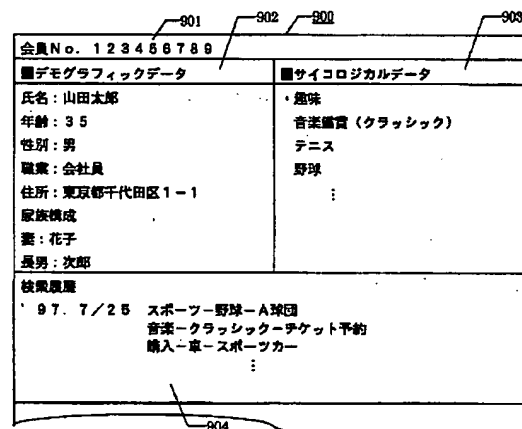 901
902
900
903
会員No. 123456789
■デモグラフィックデータ
氏名：山田太郎
年齢：35
性別：男
職業：会社員
住所：東京都千代田区1－1
家族構成
妻：花子
長男：次郎
■サイコロジカルデータ
・趣味
音楽鑑賞（クラッシック）
テニス
野球
⋮
検索履歴
'97. 7/25 スポーツ－野球－A球団
音楽－クラッシック－チケット予約
購入－車－スポーツカー
⋮
904